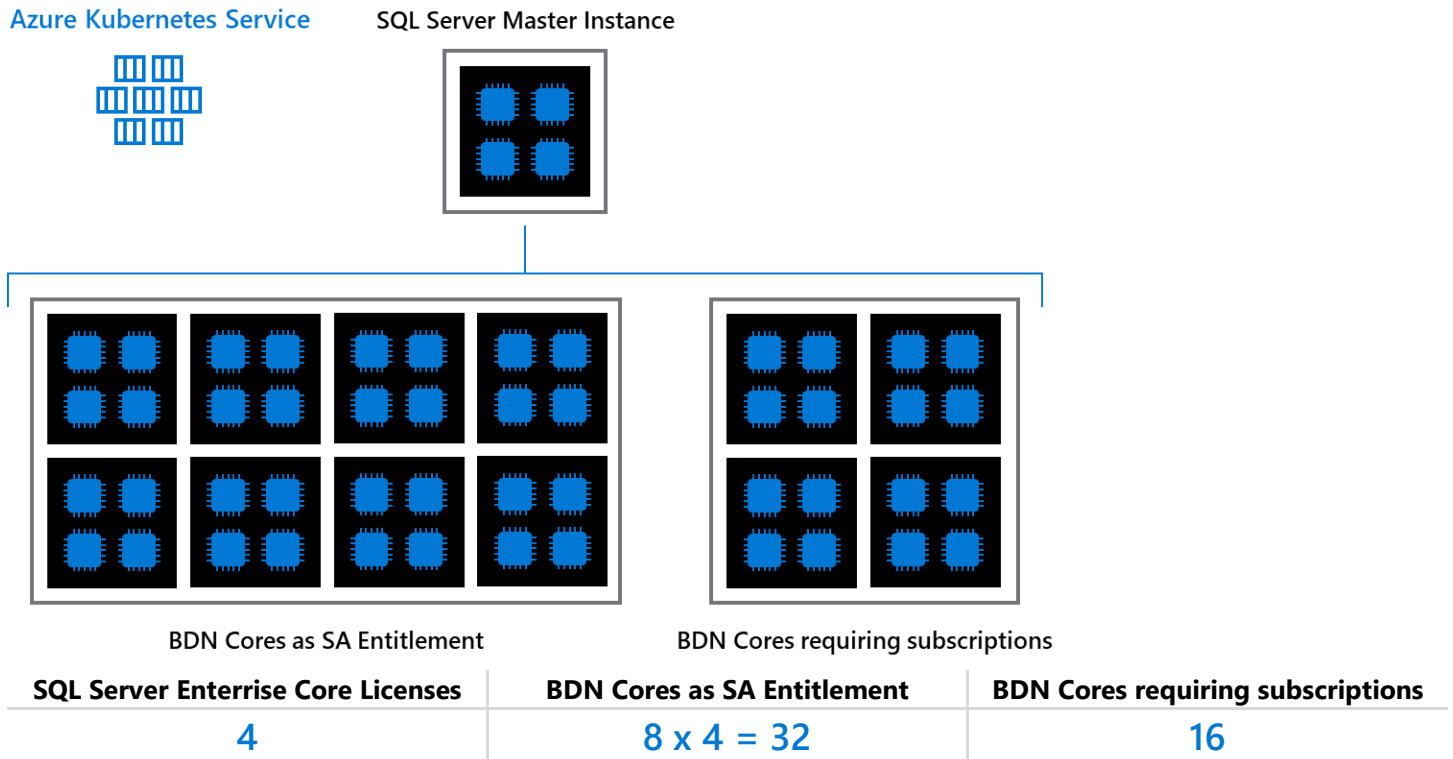 Azure Kubernetes Service
SQL Server Master Instance
BDN Cores as SA Entitlement
BDN Cores requiring subscriptions
SQL Server Enterrise Core Licenses
BDN Cores as SA Entitlement
BDN Cores requiring subscriptions
4
8 x 4 = 32
16